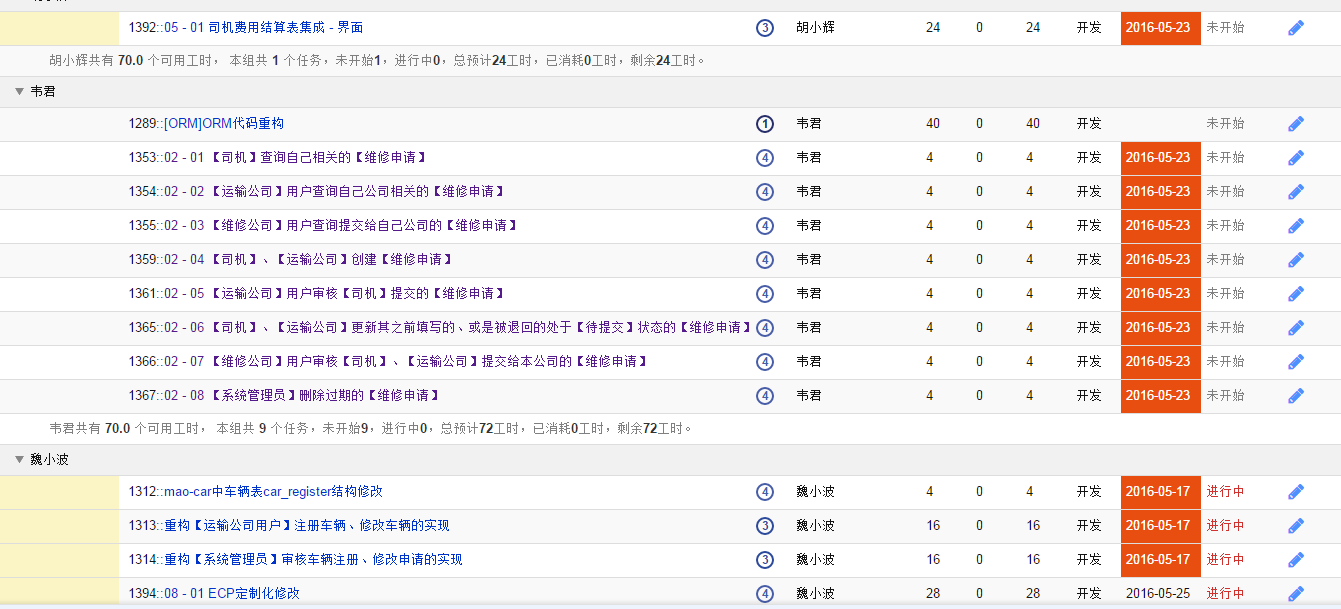 1392::05 - 01 司机费用结算表集成 - 界面 3 胡小辉 24 0 24 开发 2016-05-23 未开始
胡小辉共有 70.0 个可用工时， 本组共 1 个任务，未开始1，进行中0，总预计24工时，已消耗0工时，剩余24工时。
韦君
1289::[ORM]ORM代码重构 1 韦君 40 0 40 开发 未开始
1353::02 - 01 【司机】查询自己相关的【维修申请】 4 韦君 4 0 4 开发 2016-05-23 未开始
1354::02 - 02 【运输公司】用户查询自己公司相关的【维修申请】 4 韦君 4 0 4 开发 2016-05-23 未开始
1355::02 - 03 【维修公司】用户查询提交给自己公司的【维修申请】 4 韦君 4 0 4 开发 2016-05-23 未开始
1359::02 - 04 【司机】、【运输公司】创建【维修申请】 4 韦君 4 0 4 开发 2016-05-23 未开始
1361::02 - 05 【运输公司】用户审核【司机】提交的【维修申请】 4 韦君 4 0 4 开发 2016-05-23 未开始
1365::02 - 06 【司机】、【运输公司】更新其之前填写的、或是被退回的处于【待提交】状态的【维修申请】 4 韦君 4 0 4 开发 2016-05-23 未开始
1366::02 - 07 【维修公司】用户审核【司机】、【运输公司】提交给本公司的【维修申请】 4 韦君 4 0 4 开发 2016-05-23 未开始
1367::02 - 08 【系统管理员】删除过期的【维修申请】 4 韦君 4 0 4 开发 2016-05-23 未开始
韦君共有 70.0 个可用工时， 本组共 9 个任务，未开始9，进行中0，总预计72工时，已消耗0工时，剩余72工时。
魏小波
1312::mao-car中车辆表car_register结构修改 4 魏小波 4 0 4 开发 2016-05-17 进行中
1313::重构【运输公司用户】注册车辆、修改车辆的实现 3 魏小波 16 0 16 开发 2016-05-17 进行中
1314::重构【系统管理员】审核车辆注册、修改申请的实现 3 魏小波 16 0 16 开发 2016-05-17 进行中
1394::08 - 01 ECP定制化修改 4 魏小波 28 0 28 开发 2016-05-25 进行中